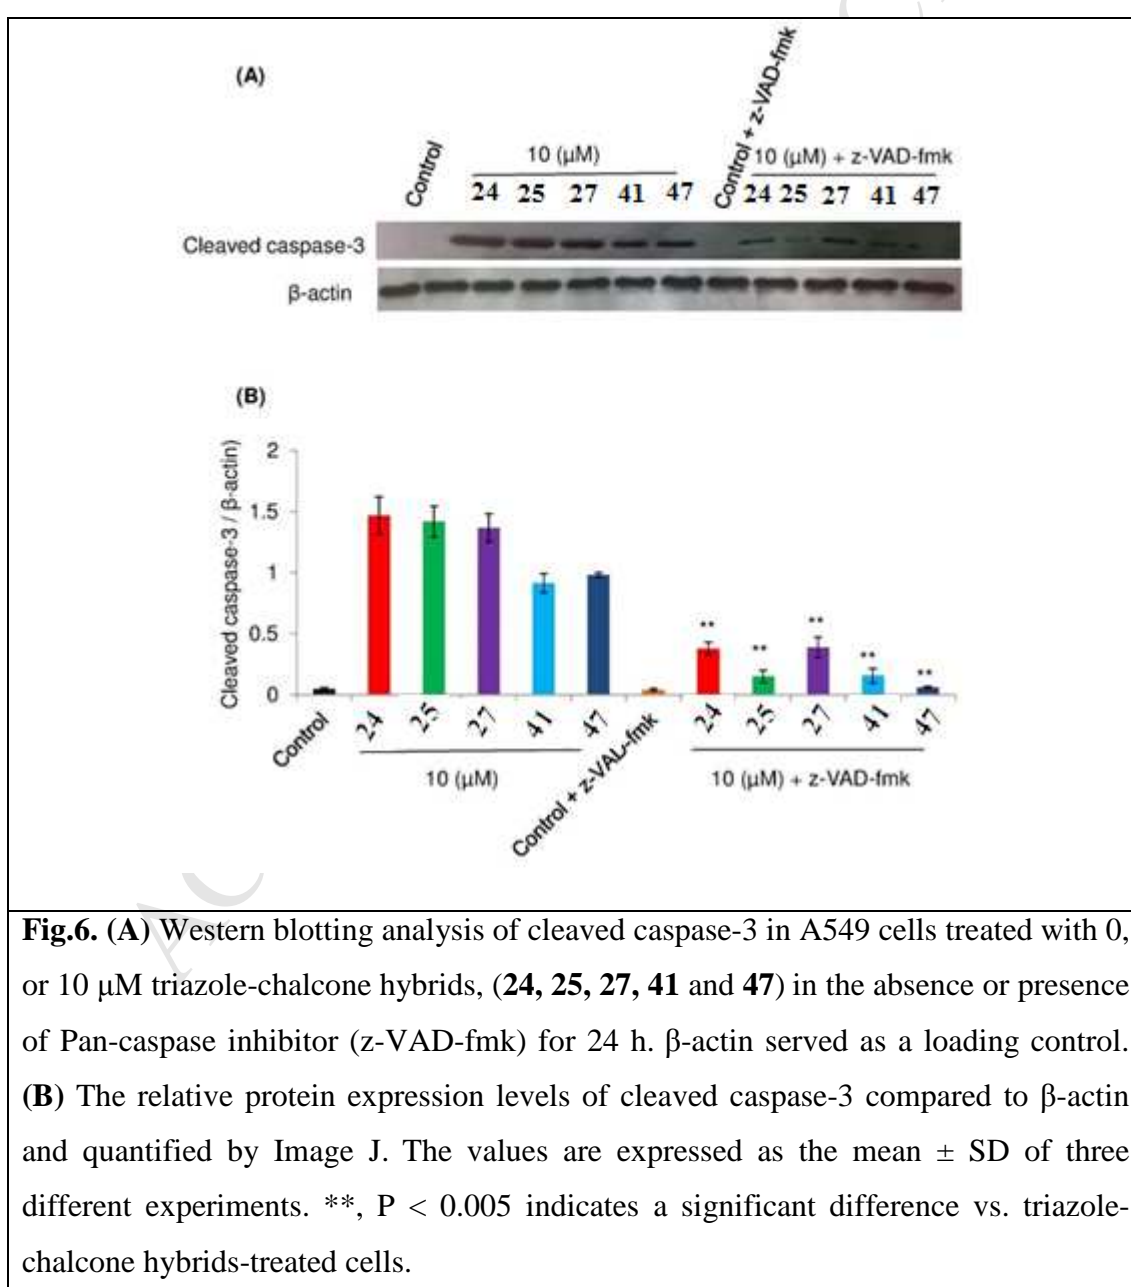 (A)
Control
10 (μM)
Control + z-VAD-fmk
10 (μM) + z-VAD-fmk
24 25 27 41 47
24 25 27 41 47
Cleaved caspase-3
β-actin
(B)
Cleaved caspase-3 / β-actin)
2
1.5
1
0.5
0
**
**
**
**
**
Control
24
25
27
41
47
Control + z-VAD-fmk
24
25
27
41
47
10 (μM)
10 (μM) + z-VAD-fmk
Fig.6. (A) Western blotting analysis of cleaved caspase-3 in A549 cells treated with 0,
or 10 μM triazole-chalcone hybrids, (24, 25, 27, 41 and 47) in the absence or presence
of Pan-caspase inhibitor (z-VAD-fmk) for 24 h. β-actin served as a loading control.
(B) The relative protein expression levels of cleaved caspase-3 compared to β-actin
and quantified by Image J. The values are expressed as the mean ± SD of three
different experiments. **, P < 0.005 indicates a significant difference vs. triazole-
chalcone hybrids-treated cells.